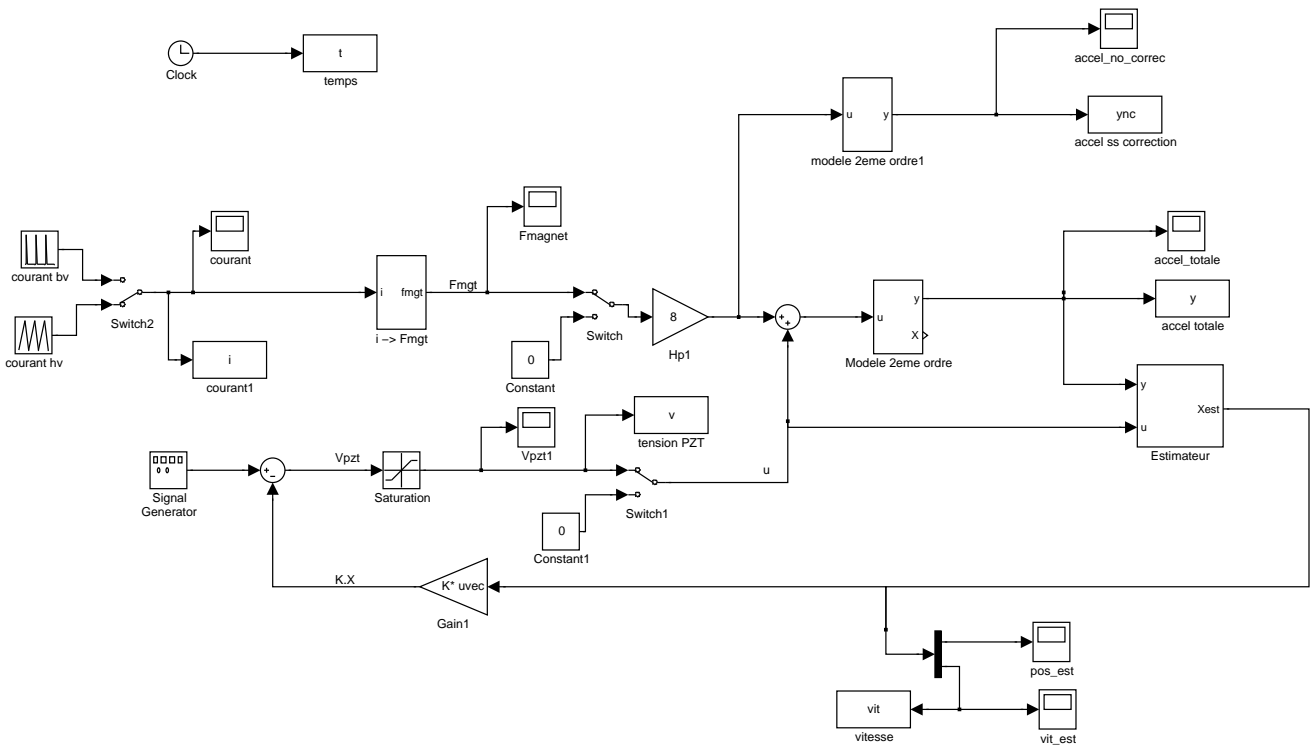 t
Clock
temps
accel_no_correc
u
y
modele 2eme ordre1
ync
accel ss correction
courant bv
courant hv
Switch2
courant
i
courant1
i
fmgt
i −> Fmgt
Fmgt
Fmagnet
0
Constant
Switch
8
Hp1
+
+
u
y
X
Modele 2eme ordre
accel_totale
y
accel totale
y
u
Xest
Estimateur
Signal
Generator
+
−
Vpzt
Saturation
Vpzt1
v
tension PZT
0
Constant1
Switch1
u
K.X
K* uvec
Gain1
pos_est
vit
vitesse
vit_est